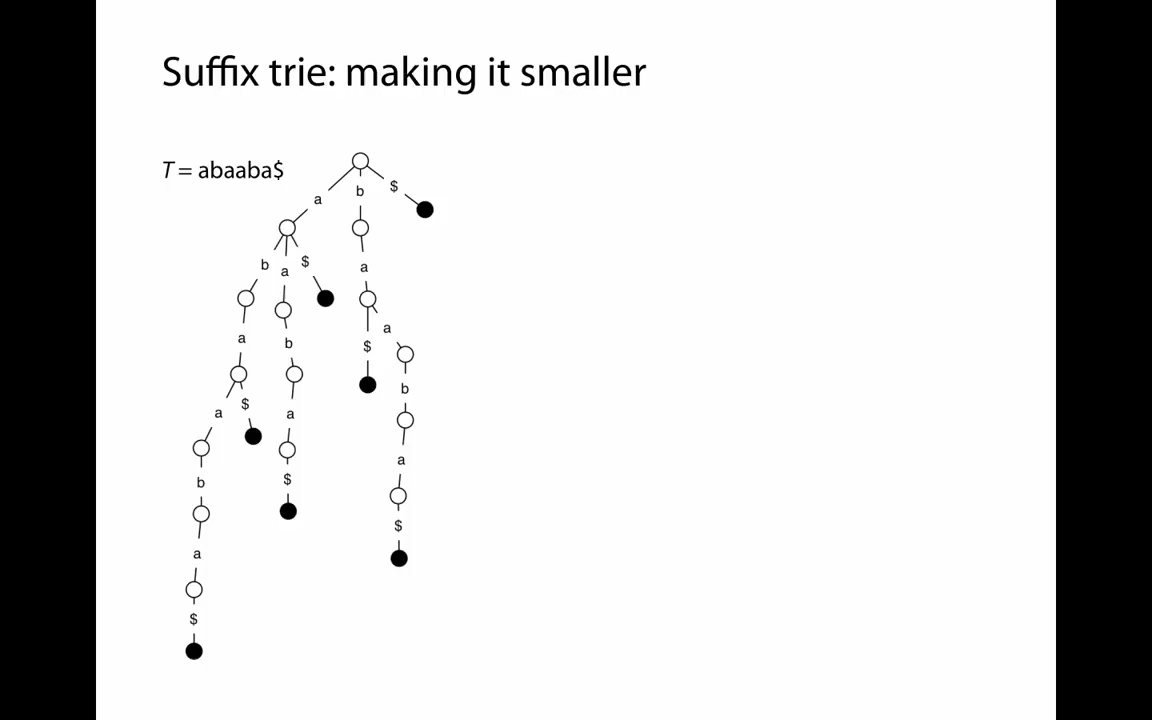 Suffix trie: making it smaller
T = abaaba$
a b $
b a $ a
a b a $
a $ a b
b a $ a
a $
$